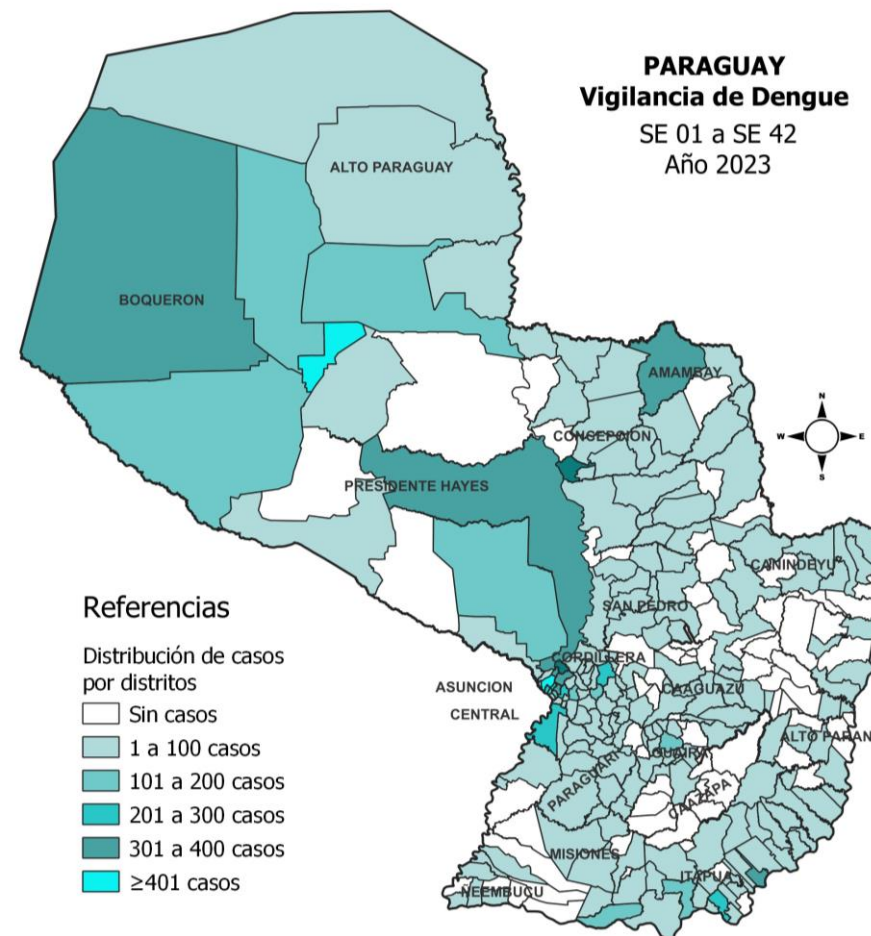 PARAGUAY
Vigilancia de Dengue
SE 01 a SE 42
Año 2023
ALTO PARAGUAY
BOQUERON
AMAMBAY
N
W E
S
CONCEPCION
PRESIDENTE HAYES
CANINDEYU
SAN PEDRO
CORDILLERA
ASUNCION
CAAGUAZU
CENTRAL
ALTO PARAN
GUAIRA
PARAGUARI
CAAZAPA
MISIONES
ITAPUA
ÑEEMBUCU
Referencias
Distribución de casos
por distritos
Sin casos
1 a 100 casos
101 a 200 casos
201 a 300 casos
301 a 400 casos
≥401 casos